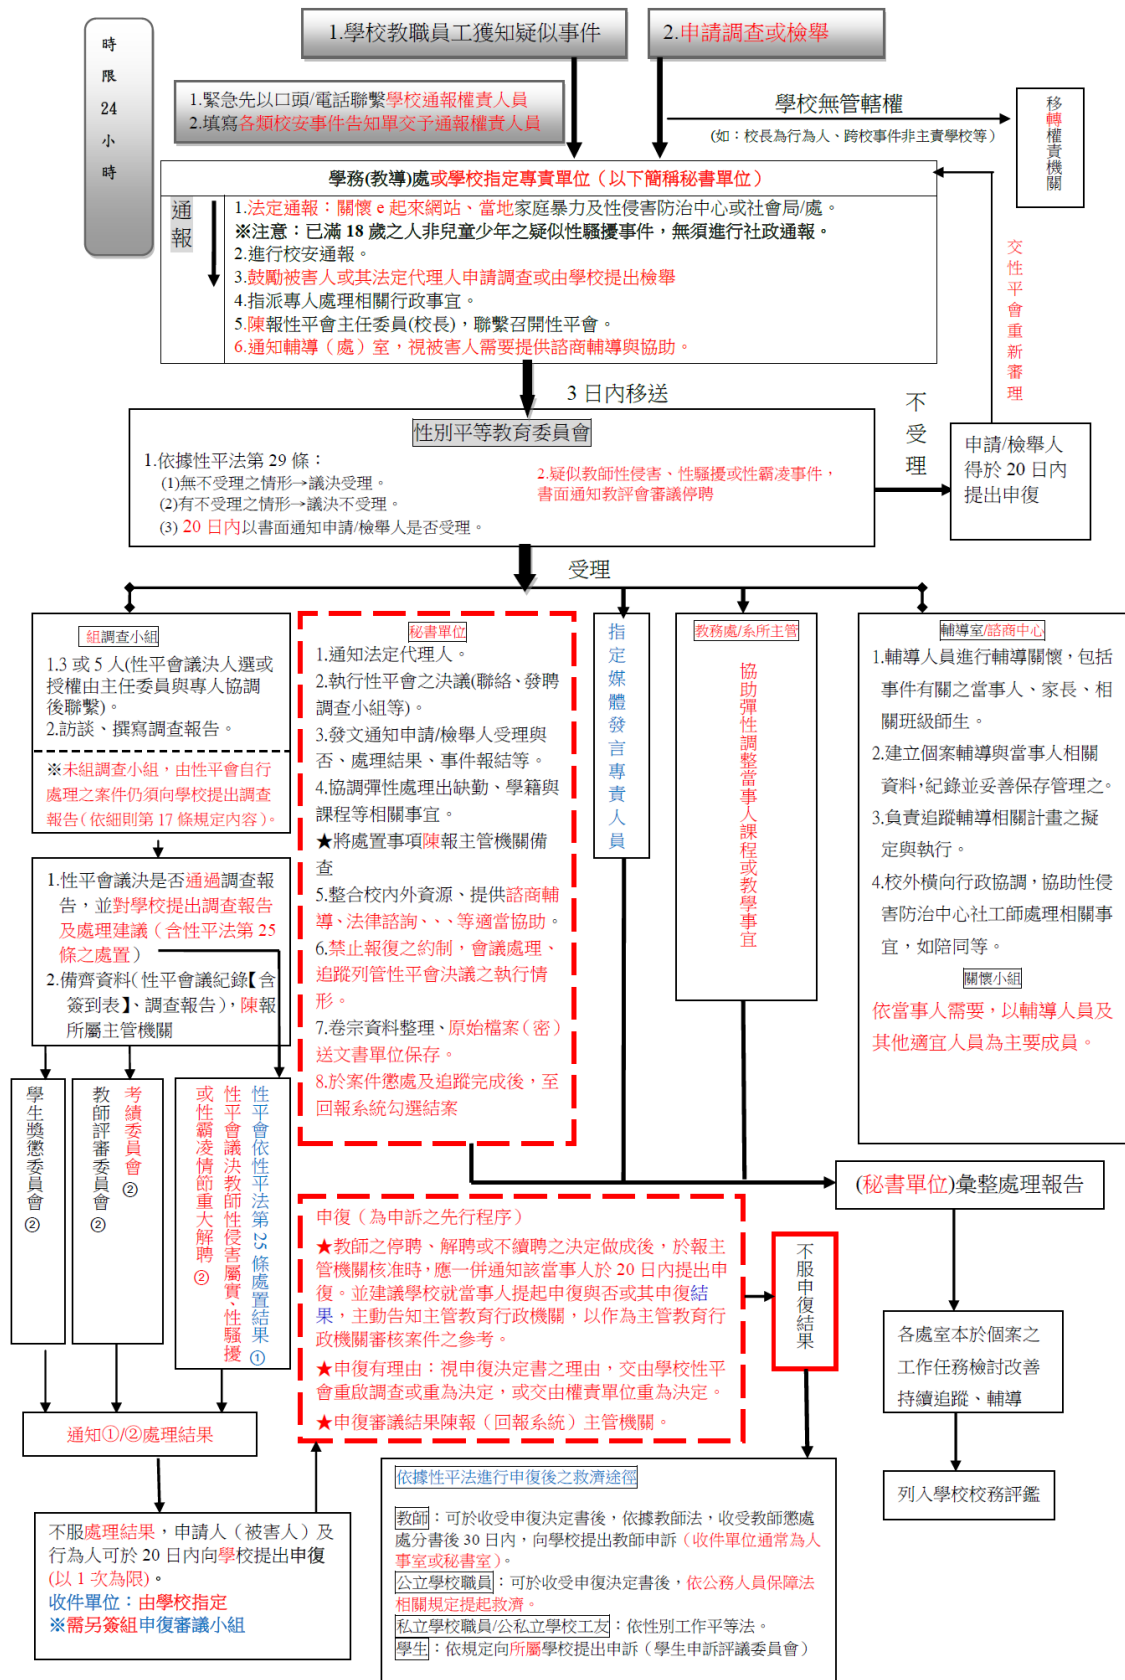 時
限
24
小
時
1.學校教職員工獲知疑似事件
2.申請調查或檢舉
1.緊急先以口頭/電話聯繫學校通報權責人員
2.填寫各類校安事件告知單交予通報權責人員
學校無管轄權
(如：校長為行為人、跨校事件非主責學校等)
移轉權責機關
學務(教導)處或學校指定專責單位（以下簡稱秘書單位）
通報
1.法定通報：關懷 e 起來網站、當地家庭暴力及性侵害防治中心或社會局/處。
※注意：已滿 18 歲之人非兒童少年之疑似性騷擾事件，無須進行社政通報。
2.進行校安通報。
3.鼓勵被害人或其法定代理人申請調查或由學校提出檢舉
4.指派專人處理相關行政事宜。
5.陳報性平會主任委員(校長)，聯繫召開性平會。
6.通知輔導（處）室，視被害人需要提供諮商輔導與協助。
交性平會重新審理
3 日內移送
性別平等教育委員會
1.依據性平法第 29 條：
(1)無不受理之情形→議決受理。
(2)有不受理之情形→議決不受理。
(3) 20 日內以書面通知申請/檢舉人是否受理。
2.疑似教師性侵害、性騷擾或性霸凌事件，
書面通知教評會審議停聘
不受理
申請/檢舉人
得於 20 日內
提出申復
受理
組調查小組
1.3 或 5 人(性平會議決人選或
授權由主任委員與專人協調
後聯繫)。
2.訪談、撰寫調查報告。
※未組調查小組，由性平會自行
處理之案件仍須向學校提出調查
報告(依細則第 17 條規定內容)。
1.性平會議決是否通過調查報
告，並對學校提出調查報告
及處理建議（含性平法第 25
條之處置）
2.備齊資料(性平會議紀錄【含
簽到表】、調查報告)，陳報
所屬主管機關
秘書單位
1.通知法定代理人。
2.執行性平會之決議(聯絡、發聘
調查小組等)。
3.發文通知申請/檢舉人受理與
否、處理結果、事件報結等。
4.協調彈性處理出缺勤、學籍與
課程等相關事宜。
★將處置事項陳報主管機關備
查
5.整合校內外資源、提供諮商輔
導、法律諮詢、、、等適當協助。
6.禁止報復之約制，會議處理、
追蹤列管性平會決議之執行情
形。
7.卷宗資料整理、原始檔案（密）
送文書單位保存。
8.於案件懲處及追蹤完成後，至
回報系統勾選結案
指定媒體發言專責人員
教務處/系所主管
協助彈性調整當事人課程或教學事宜
輔導室/諮商中心
1.輔導人員進行輔導關懷，包括
事件有關之當事人、家長、相
關班級師生。
2.建立個案輔導與當事人相關
資料，紀錄並妥善保存管理之。
3.負責追蹤輔導相關計畫之擬
定與執行。
4.校外橫向行政協調，協助性侵
害防治中心社工師處理相關事
宜，如陪同等。
關懷小組
依當事人需要，以輔導人員及
其他適宜人員為主要成員。
學生獎懲委員會②
考績委員會②
教師評審委員會②
性平會依性平法第 25 條處置結果①
性平會議決教師性侵害屬實、性騷擾
或性霸凌情節重大解聘②
通知①/②處理結果
不服處理結果，申請人（被害人）及
行為人可於 20 日內向學校提出申復
(以 1 次為限)。
收件單位：由學校指定
※需另簽組申復審議小組
申復（為申訴之先行程序）
★教師之停聘、解聘或不續聘之決定做成後，於報主
管機關核准時，應一併通知該當事人於 20 日內提出申
復。並建議學校就當事人提起申復與否或其申復結
果，主動告知主管教育行政機關，以作為主管教育行
政機關審核案件之參考。
★申復有理由：視申復決定書之理由，交由學校性平
會重啟調查或重為決定，或交由權責單位重為決定。
★申復審議結果陳報（回報系統）主管機關。
不服申復結果
(秘書單位)彙整處理報告
各處室本於個案之
工作任務檢討改善
持續追蹤、輔導
列入學校校務評鑑
依據性平法進行申復後之救濟途徑
教師：可於收受申復決定書後，依據教師法，收受教師懲處
處分書後 30 日內，向學校提出教師申訴（收件單位通常為人
事室或秘書室）。
公立學校職員：可於收受申復決定書後，依公務人員保障法
相關規定提起救濟。
私立學校職員/公私立學校工友：依性別工作平等法。
學生：依規定向所屬學校提出申訴（學生申訴評議委員會）